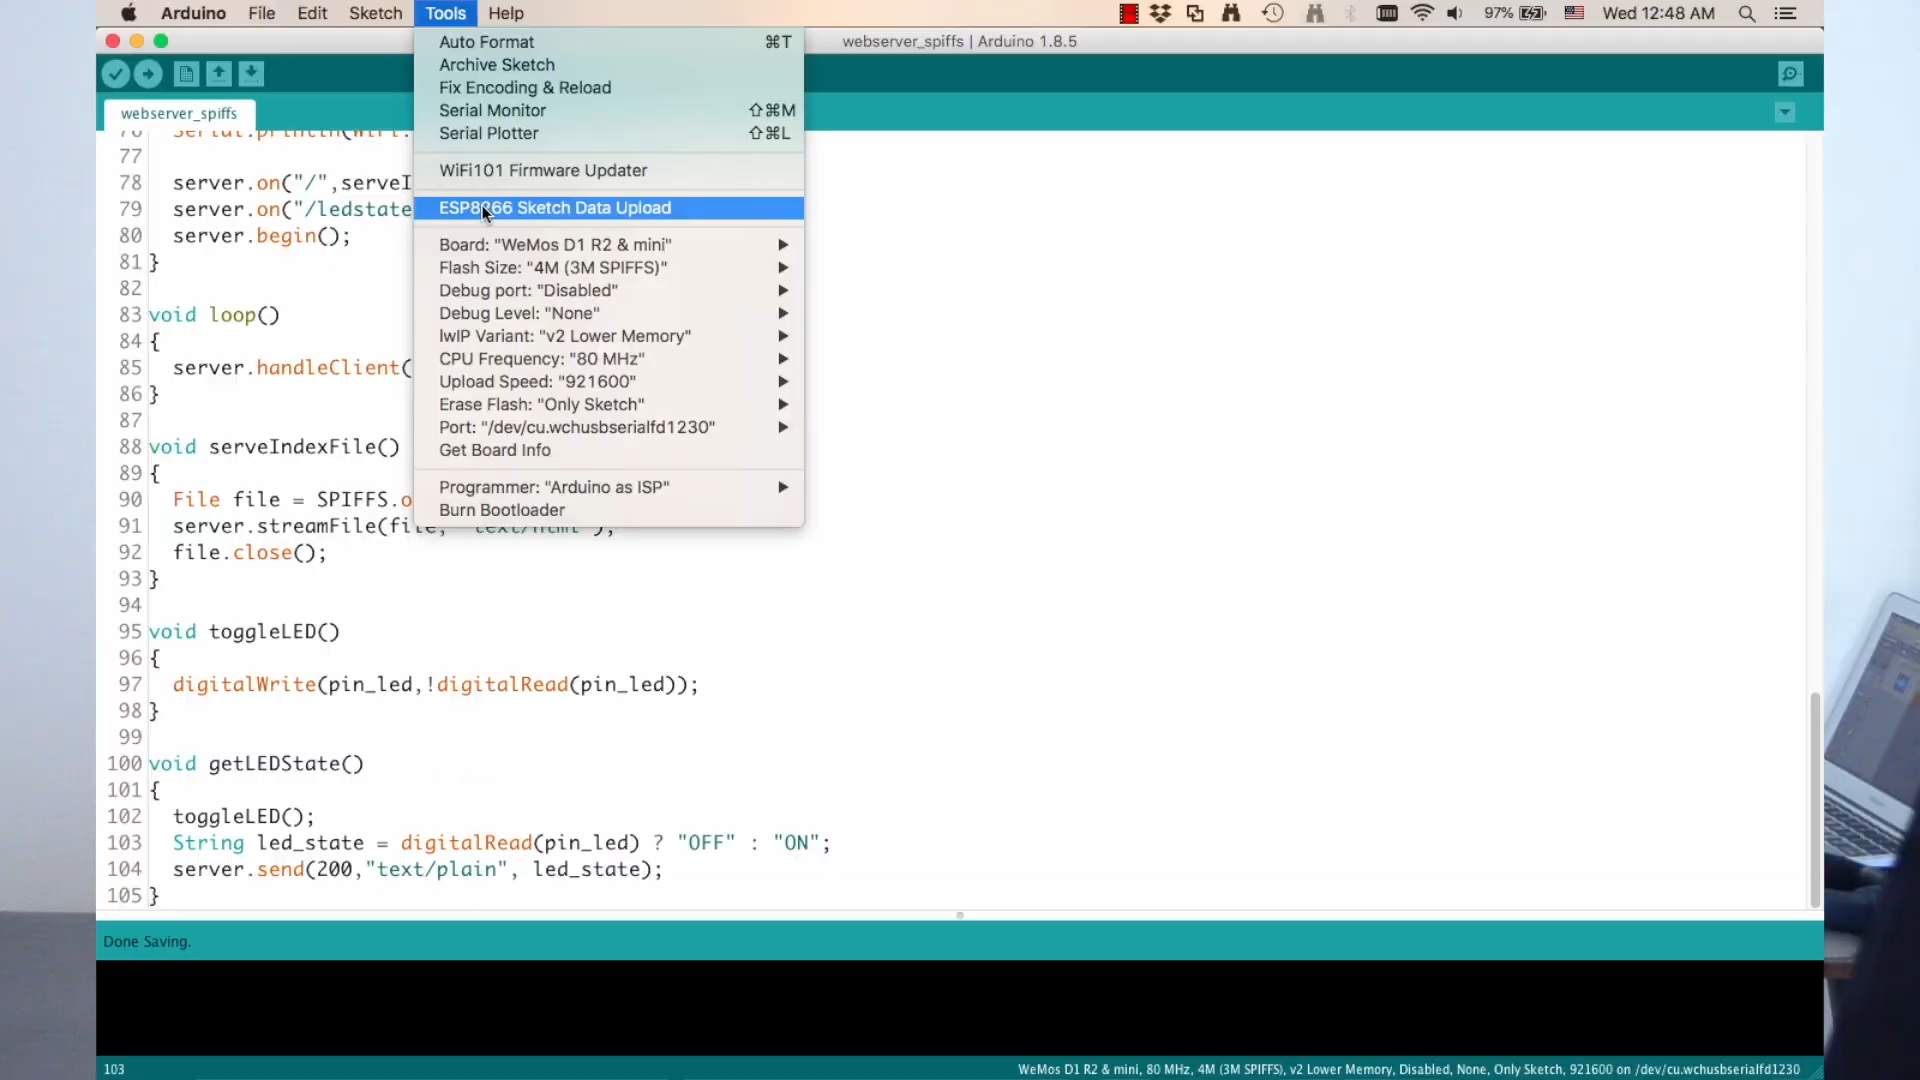 Arduino File Edit Sketch Tools Help 97% Wed 12:48 AM
webserver_spiffs | Arduino 1.8.5
Auto Format ⌘T
Archive Sketch
Fix Encoding & Reload
Serial Monitor ⇧⌘M
Serial Plotter ⇧⌘L
WiFi101 Firmware Updater
ESP8266 Sketch Data Upload
Board: "WeMos D1 R2 & mini"
Flash Size: "4M (3M SPIFFS)"
Debug port: "Disabled"
Debug Level: "None"
lwIP Variant: "v2 Lower Memory"
CPU Frequency: "80 MHz"
Upload Speed: "921600"
Erase Flash: "Only Sketch"
Port: "/dev/cu.wchusbserialfd1230"
Get Board Info
Programmer: "Arduino as ISP"
Burn Bootloader
webserver_spiffs
76 Serial.println(WiFi.
77
78 server.on("/",serveI
79 server.on("/ledstate
80 server.begin();
81 }
82
83 void loop()
84 {
85 server.handleClient(
86 }
87
88 void serveIndexFile()
89 {
90 File file = SPIFFS.o
91 server.streamFile(file, "text/html");
92 file.close();
93 }
94
95 void toggleLED()
96 {
97 digitalWrite(pin_led,!digitalRead(pin_led));
98 }
99
100 void getLEDState()
101 {
102 toggleLED();
103 String led_state = digitalRead(pin_led) ? "OFF" : "ON";
104 server.send(200,"text/plain", led_state);
105 }
Done Saving.
103 WeMos D1 R2 & mini, 80 MHz, 4M (3M SPIFFS), v2 Lower Memory, Disabled, None, Only Sketch, 921600 on /dev/cu.wchusbserialfd1230